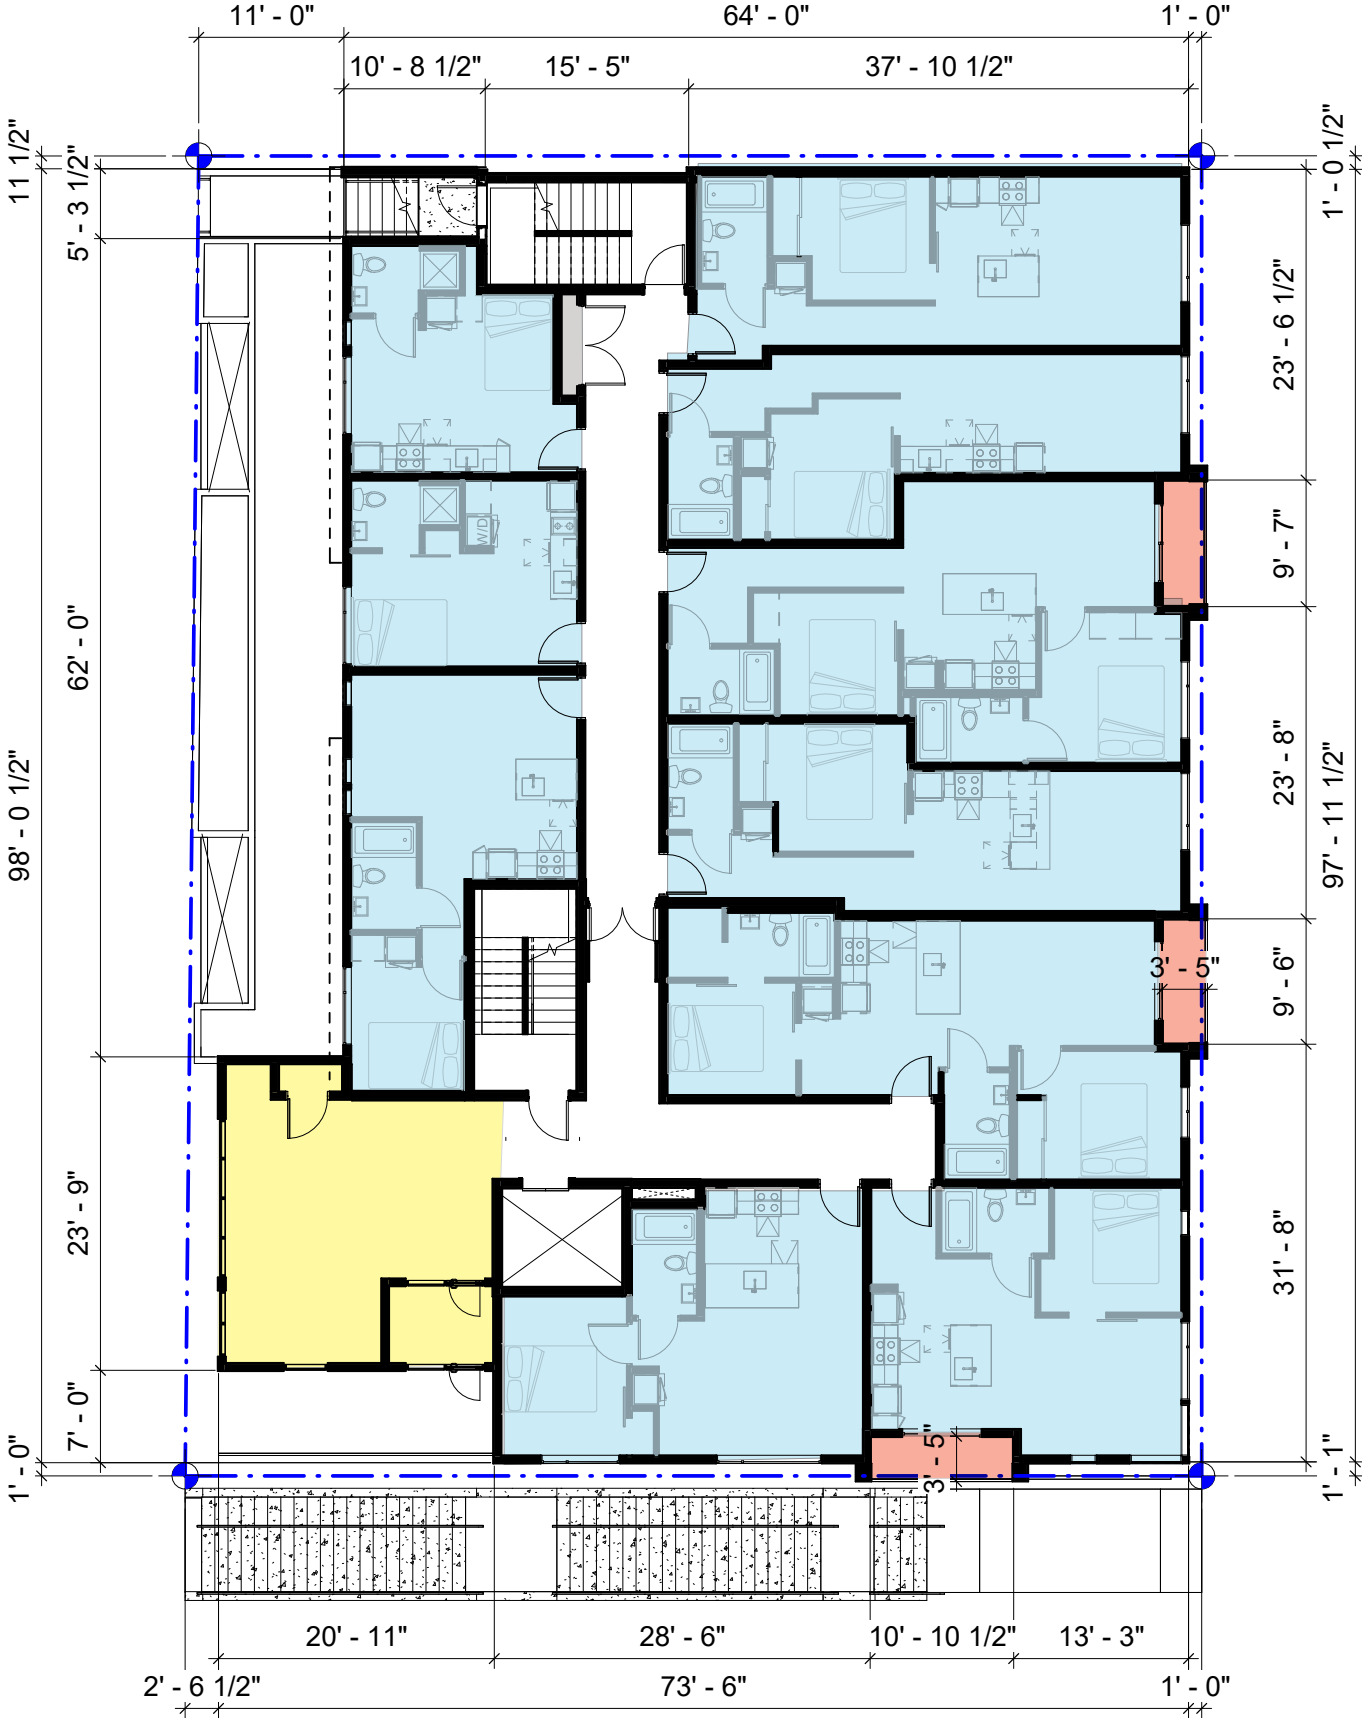 11' - 0"
64' - 0"
1' - 0"
10' - 8 1/2"
15' - 5"
37' - 10 1/2"
11 1/2"
5' - 3 1/2"
1' - 0 1/2"
23' - 6 1/2"
W/D
9' - 7"
62' - 0"
98' - 0 1/2"
23' - 8"
97' - 11 1/2"
3' - 5"
9' - 6"
23' - 9"
31' - 8"
7' - 0"
3' - 5"
1' - 0"
1' - 1"
20' - 11"
28' - 6"
10' - 10 1/2"
13' - 3"
2' - 6 1/2"
73' - 6"
1' - 0"